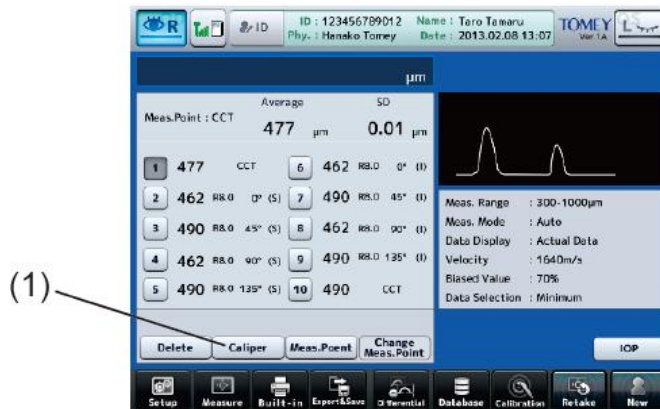 R ID ID : 123456789012 Name : Taro Tamaru TOMEY L
Phy. : Hanako Tomey Date : 2013.02.08 13:07 Ver.1A
µm
Average SD
Meas.Point : CCT 477 µm 0.01 µm
1 477 CCT 6 462 R8.0 0° (I)
2 462 R8.0 0° (S) 7 490 R8.0 45° (I)
3 490 R8.0 45° (S) 8 462 R8.0 90° (I)
4 462 R8.0 90° (S) 9 490 R8.0 135° (I)
5 490 R8.0 135° (S) 10 490 CCT
Meas. Range : 300-1000µm
Meas. Mode : Auto
Data Display : Actual Data
Velocity : 1640m/s
Biased Value : 70%
Data Selection : Minimum
(1)
Delete Caliper Meas.Poent Change Meas.Point IOP
Setup Measure Built-in Export&Save Differential Database Calibration Retake New